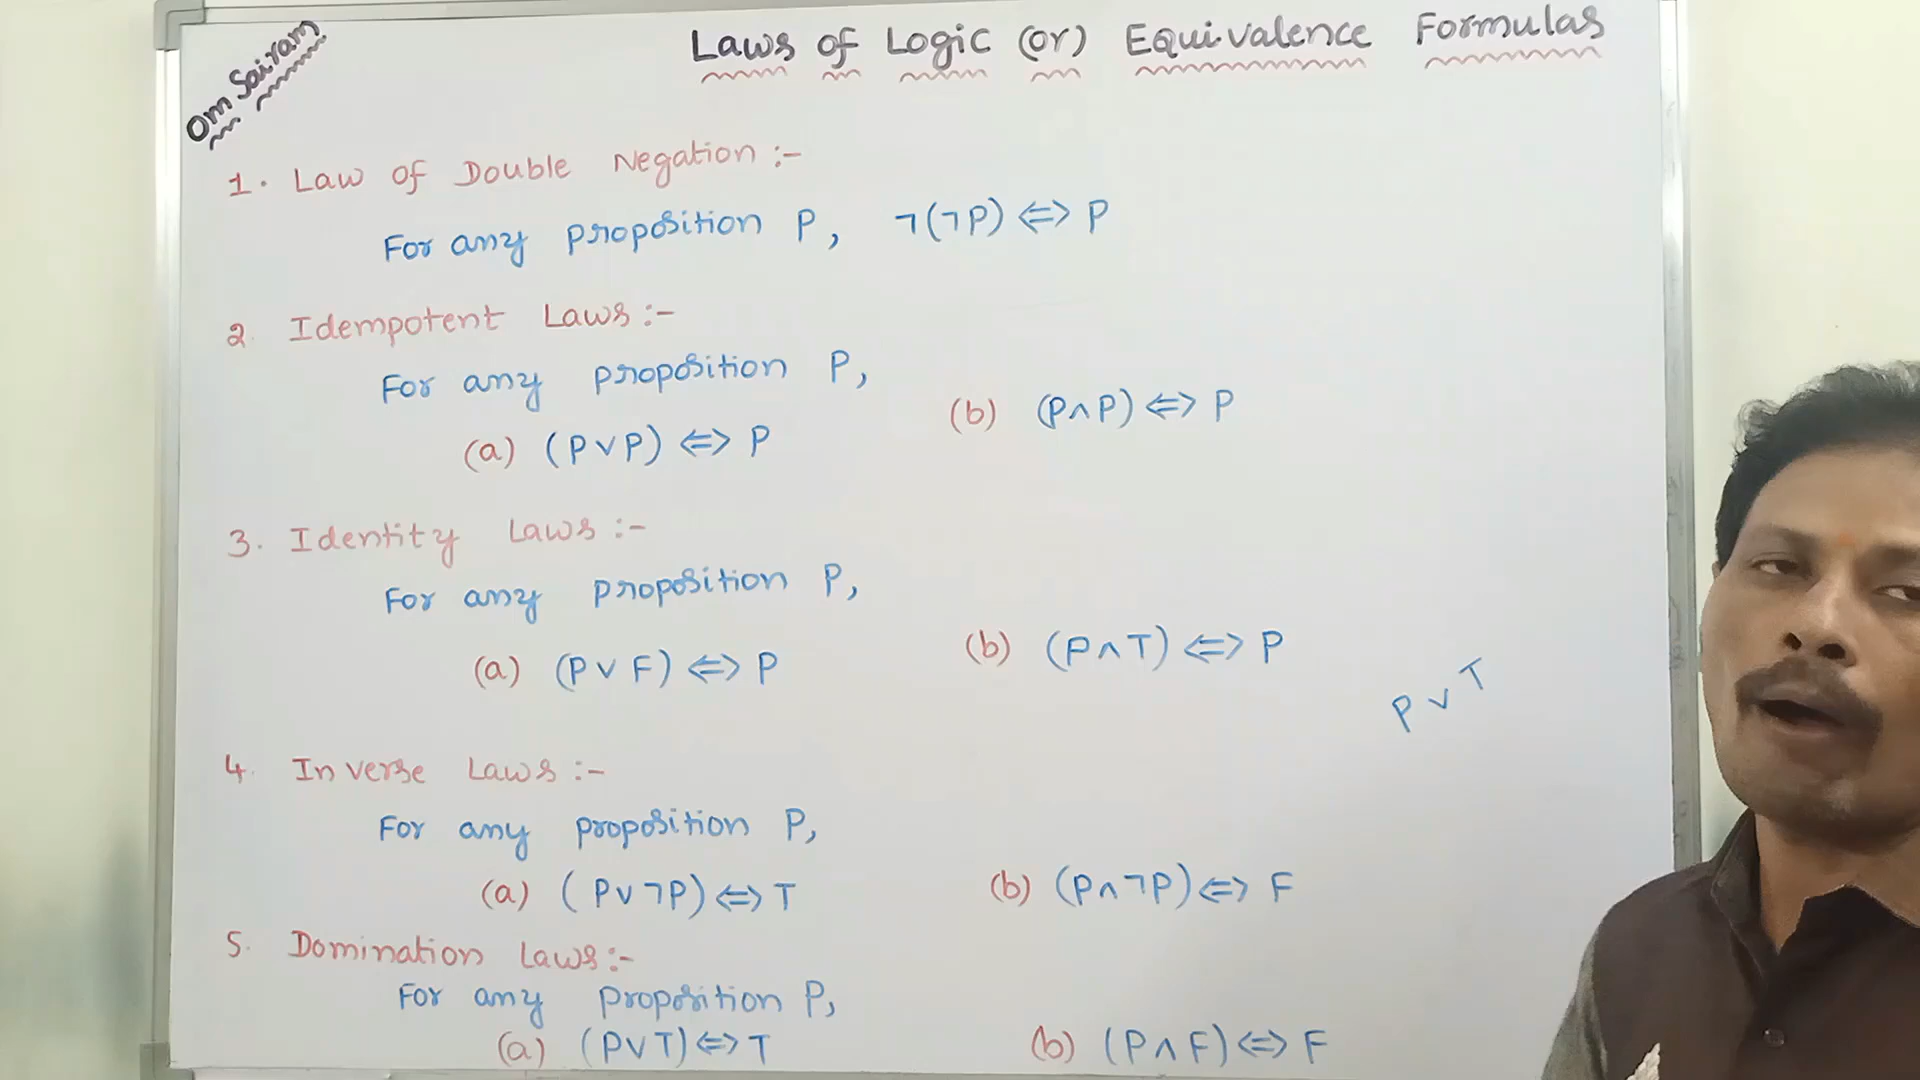 Om Sairam
Laws of Logic (or) Equivalence Formulas
1. Law of Double Negation :-
For any proposition P, ¬(¬P) ⇔ P
2. Idempotent Laws :-
For any proposition P,
(a) (P∨P) ⇔ P (b) (P∧P) ⇔ P
3. Identity Laws :-
For any proposition P,
(a) (P ∨ F) ⇔ P (b) (P∧T) ⇔ P
P ∨ T
4. Inverse Laws :-
For any proposition P,
(a) (P∨¬P) ⇔ T (b) (P∧¬P) ⇔ F
5. Domination Laws :-
For any proposition P,
(a) (P∨T) ⇔ T (b) (P∧F) ⇔ F